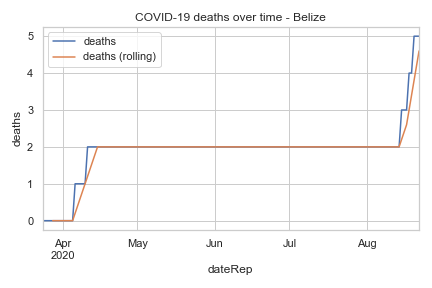 COVID-19 deaths over time - Belize
deaths
deaths (rolling)
deaths
5
4
3
2
1
0
Apr
2020
May
Jun
Jul
Aug
dateRep